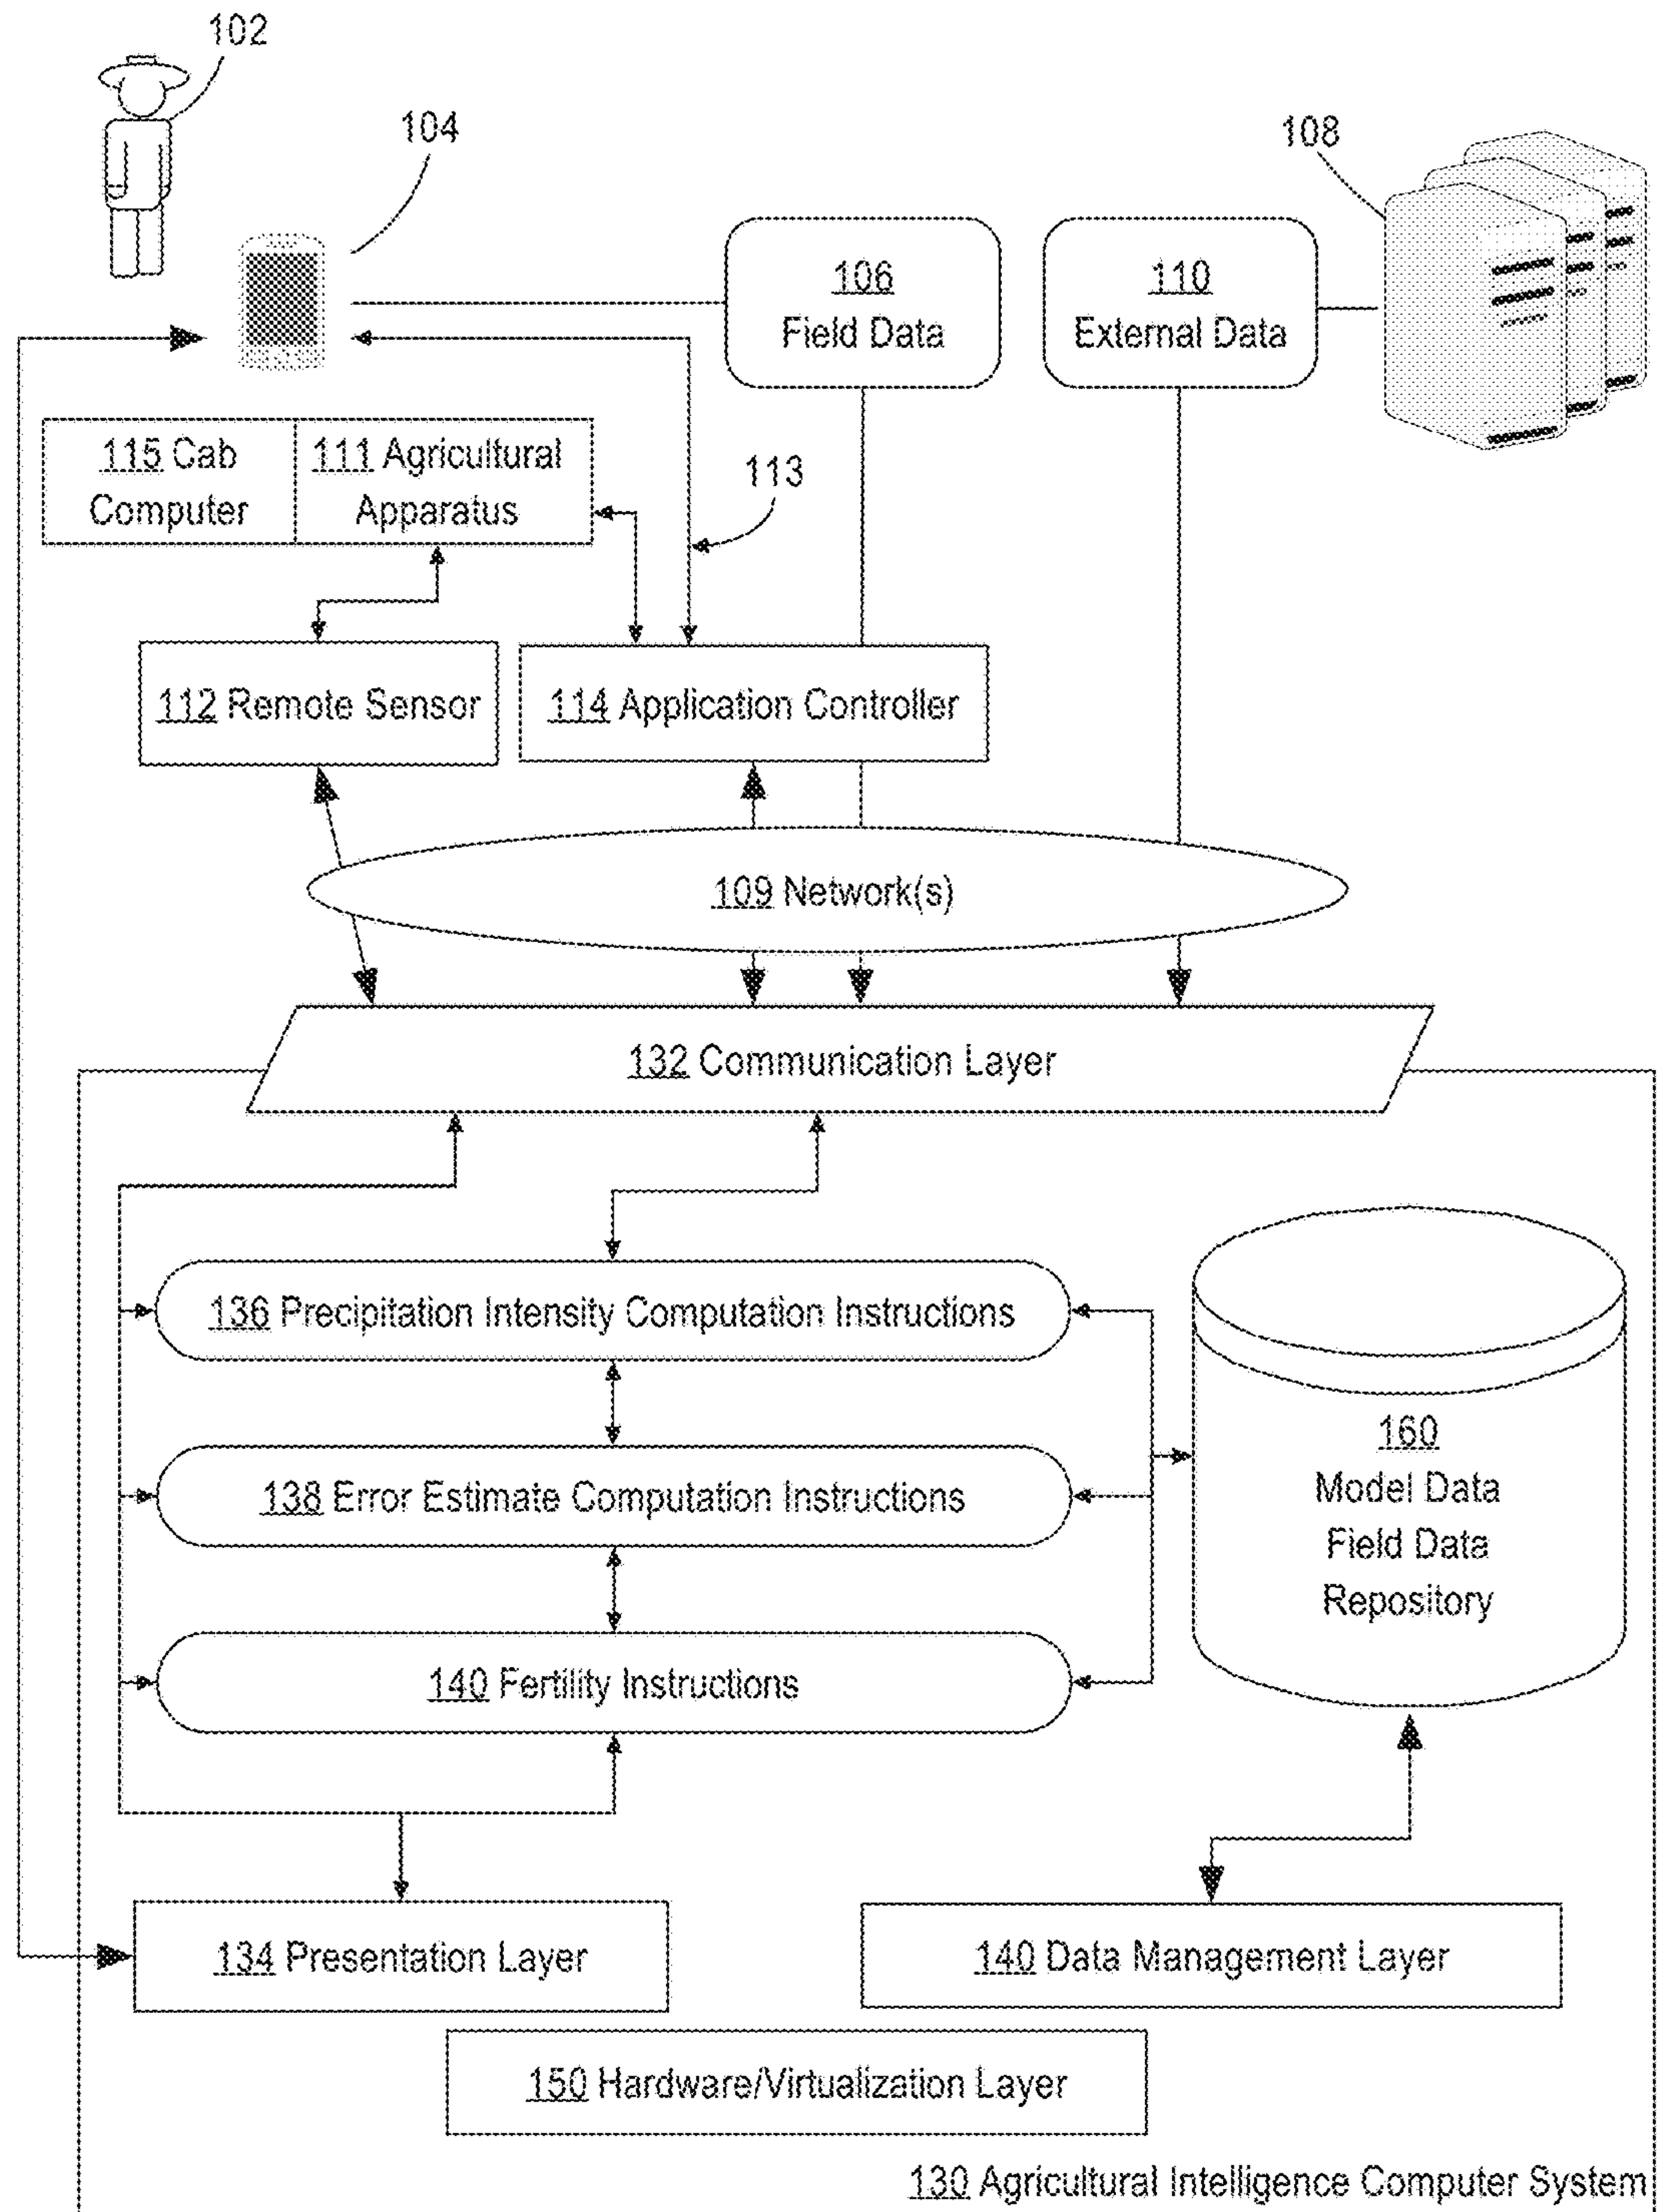 102
104
108
106
Field Data
110
External Data
115 Cab
Computer
111 Agricultural
Apparatus
113
112 Remote Sensor
114 Application Controller
109 Network(s)
132 Communication Layer
136 Precipitation Intensity Computation Instructions
138 Error Estimate Computation Instructions
160
Model Data
Field Data
Repository
140 Fertility Instructions
134 Presentation Layer
140 Data Management Layer
150 Hardware/Virtualization Layer
130 Agricultural Intelligence Computer System